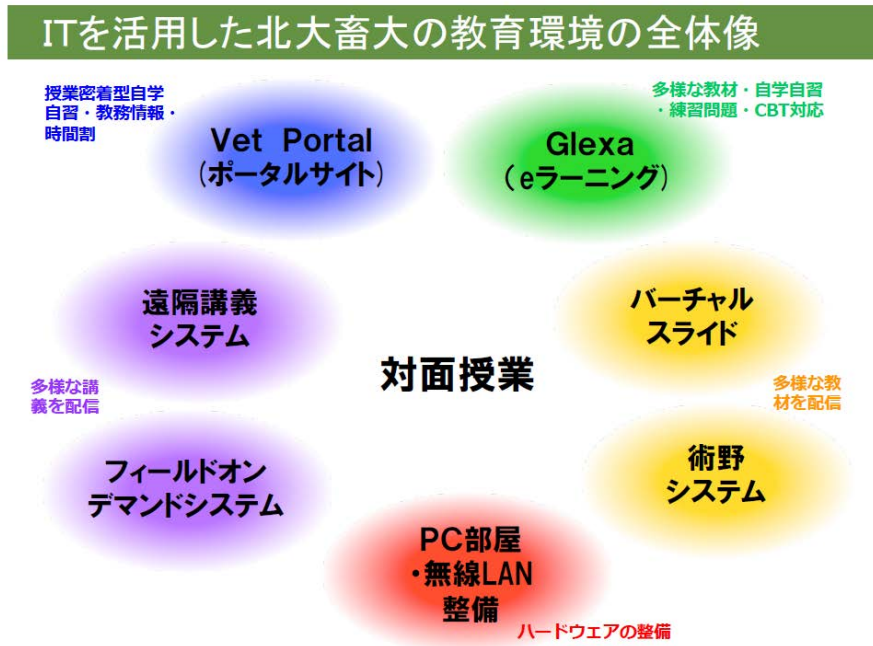 ITを活用した北大畜大の教育環境の全体像
授業密着型自学
自習・教務情報・
時間割
Vet Portal
(ポータルサイト)
多様な教材・自学自習
・練習問題・CBT対応
Glexa
(eラーニング)
遠隔講義
システム
バーチャル
スライド
対面授業
多様な講
義を配信
多様な教
材を配信
フィールドオン
デマンドシステム
術野
システム
PC部屋
・無線LAN
整備
ハードウェアの整備